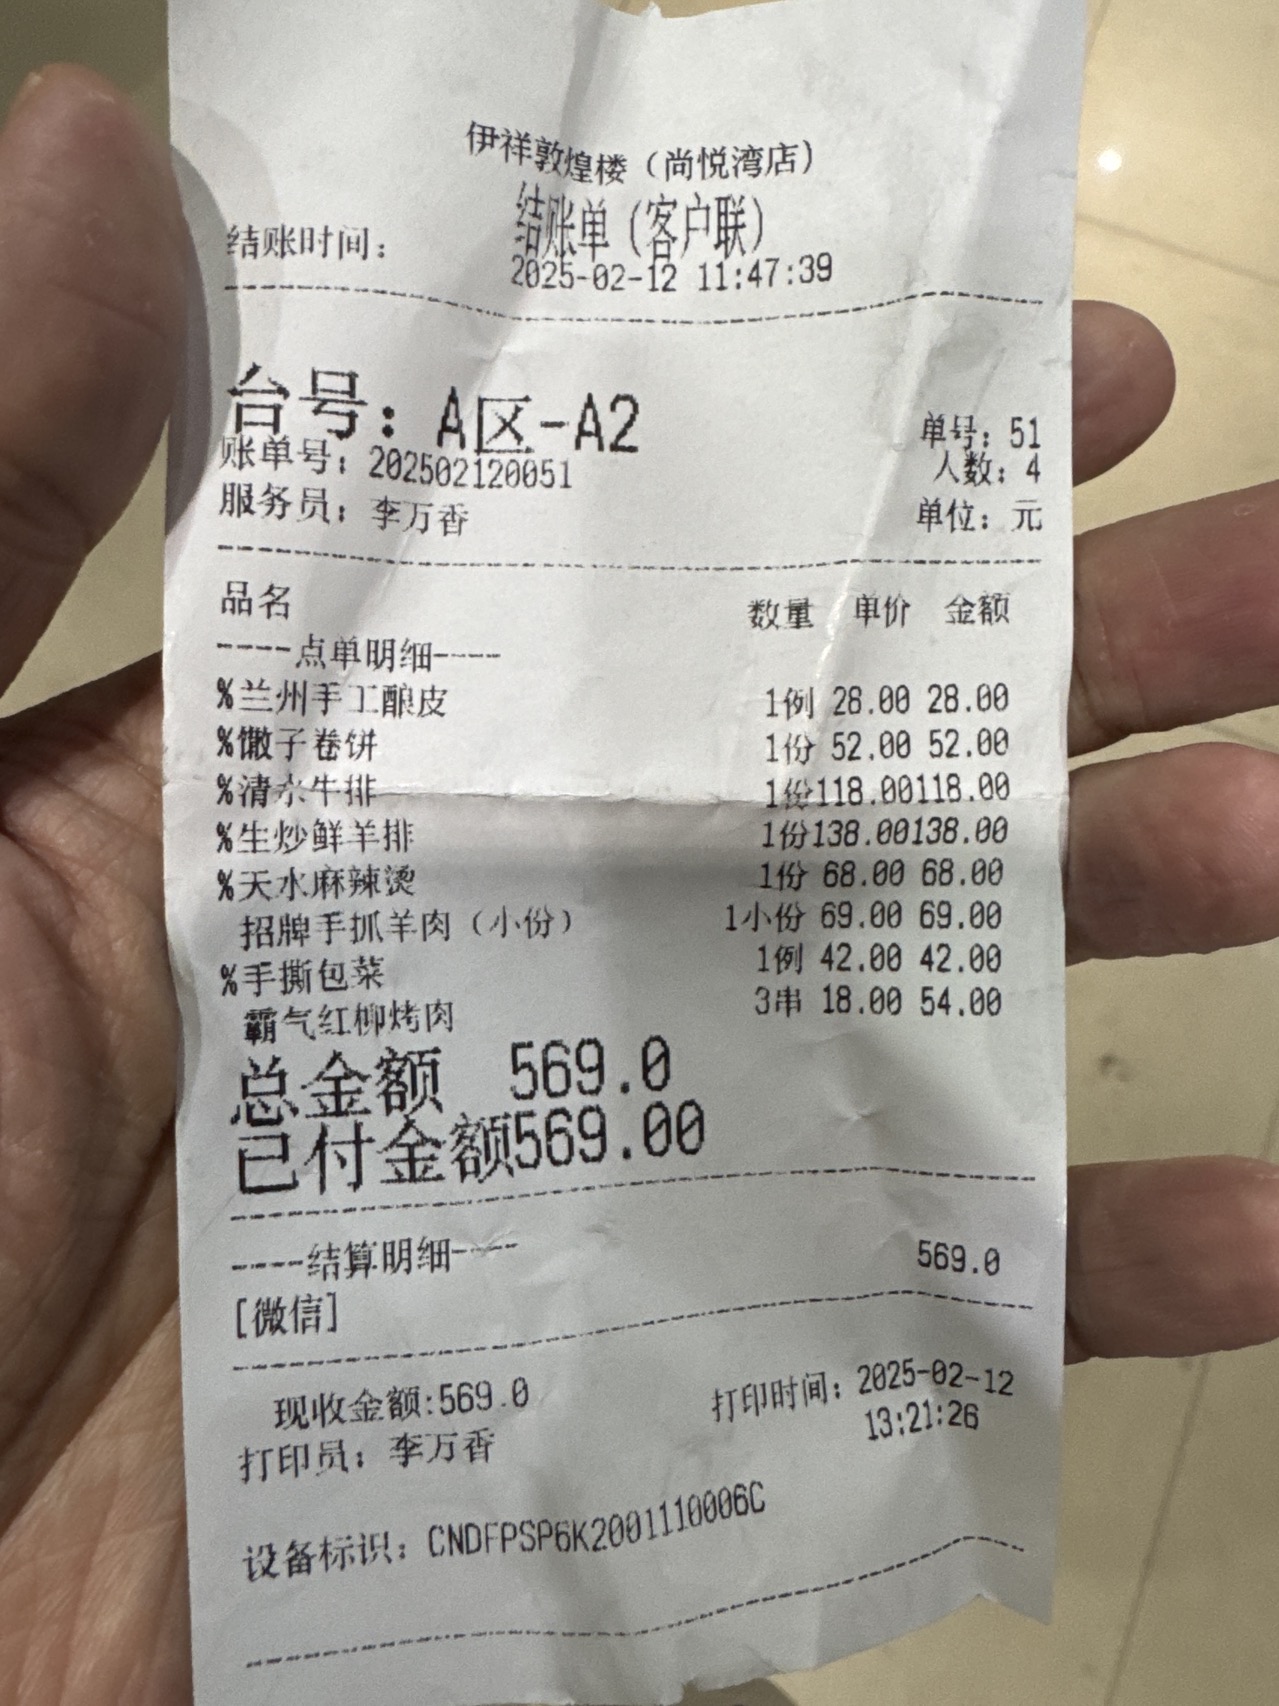 伊祥敦煌楼（尚悦湾店）
结账单（客户联）
结账时间： 2025-02-12 11:47:39
台号：A区-A2
账单号：202502120051 单号：51
人数：4
服务员：李万香 单位：元
品名 数量 单价 金额
----点单明细----
%兰州手工酿皮 1例 28.00 28.00
%馓子卷饼 1份 52.00 52.00
%清水牛排 1份118.00118.00
%生炒鲜羊排 1份138.00138.00
%天水麻辣烫 1份 68.00 68.00
招牌手抓羊肉（小份） 1小份 69.00 69.00
%手撕包菜 1例 42.00 42.00
霸气红柳烤肉 3串 18.00 54.00
总金额 569.0
已付金额569.00
----结算明细----
[微信] 569.0
现收金额:569.0
打印员：李万香 打印时间：2025-02-12
13:21:26
设备标识：CNDFPSP6K2001110006C